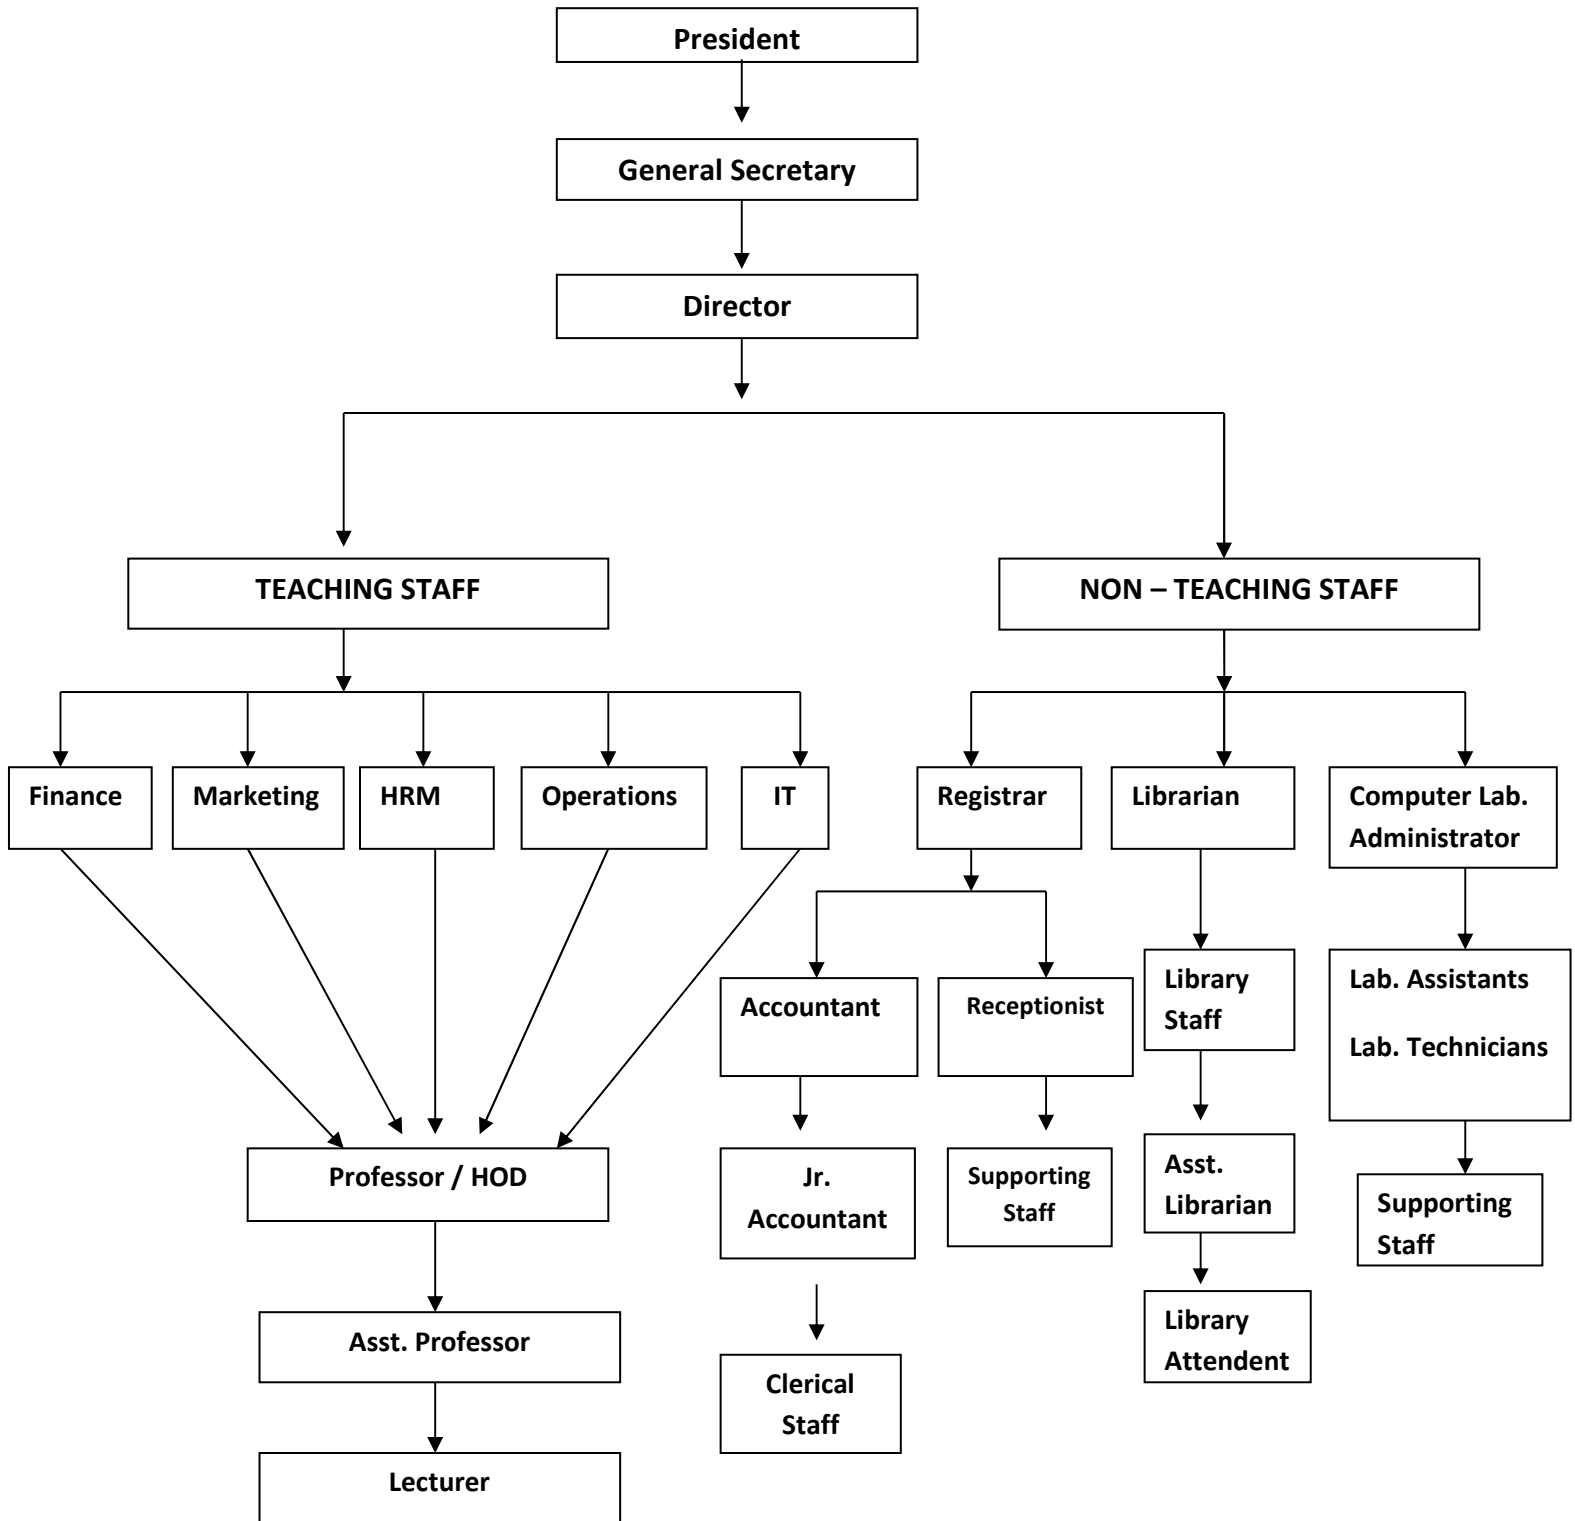 President
General Secretary
Director
TEACHING STAFF
NON – TEACHING STAFF
Finance
Marketing
HRM
Operations
IT
Registrar
Librarian
Computer Lab.
Administrator
Accountant
Receptionist
Library
Staff
Lab. Assistants
Lab. Technicians
Professor / HOD
Jr.
Accountant
Supporting
Staff
Asst.
Librarian
Supporting
Staff
Asst. Professor
Library
Attendent
Clerical
Staff
Lecturer